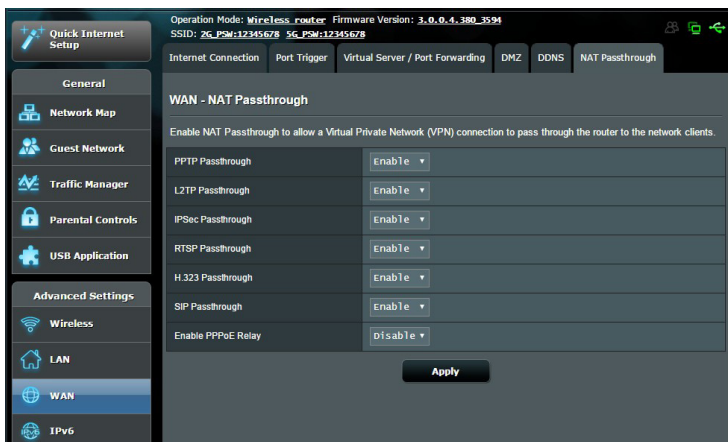 Quick Internet
Setup
Operation Mode: Wireless router Firmware Version: 3.0.0.4.380_3594
SSID: 2G_PSW:12345678 5G_PSW:12345678
Internet Connection Port Trigger Virtual Server / Port Forwarding DMZ DDNS NAT Passthrough
General
Network Map
Guest Network
Traffic Manager
Parental Controls
USB Application
Advanced Settings
Wireless
LAN
WAN
IPv6
WAN - NAT Passthrough
Enable NAT Passthrough to allow a Virtual Private Network (VPN) connection to pass through the router to the network clients.
PPTP Passthrough Enable
L2TP Passthrough Enable
IPSec Passthrough Enable
RTSP Passthrough Enable
H.323 Passthrough Enable
SIP Passthrough Enable
Enable PPPoE Relay Disable
Apply